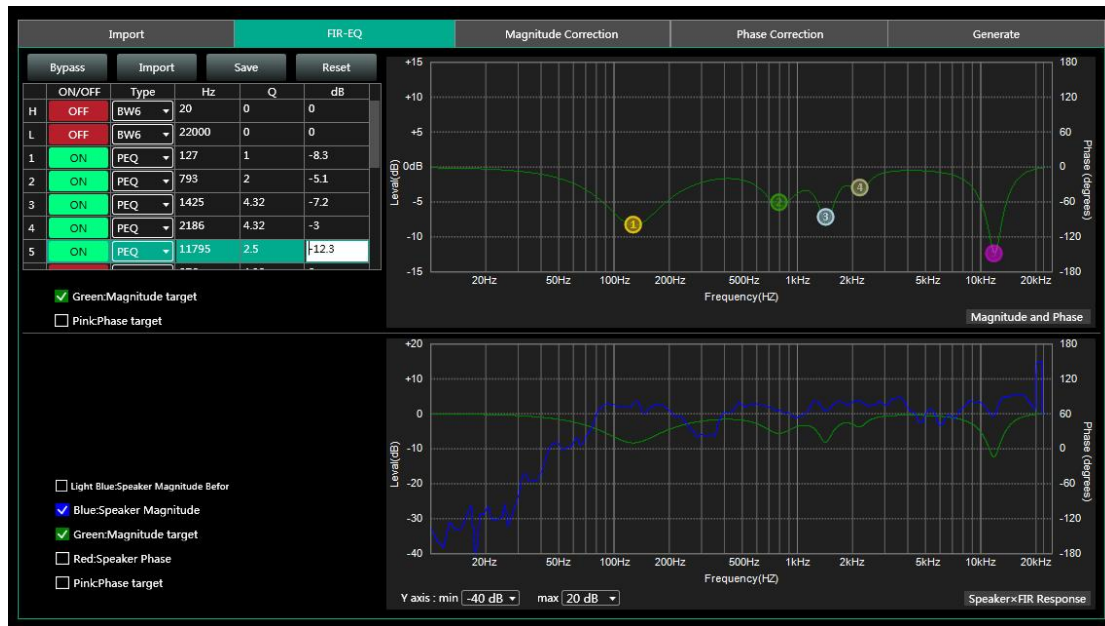 Import FIR-EQ Magnitude Correction Phase Correction Generate
Bypass Import Save Reset
ON/OFF Type Hz Q dB
H OFF BW6 20 0 0
L OFF BW6 22000 0 0
1 ON PEQ 127 1 -8.3
2 ON PEQ 793 2 -5.1
3 ON PEQ 1425 4.32 -7.2
4 ON PEQ 2186 4.32 -3
5 ON PEQ 11795 2.5 -12.3
Green:Magnitude target
Pink:Phase target
+15 180
+10 120
+5 60
0dB 0
-5 -60
-10 -120
-15 -180
Leval(dB)
Phase (degrees)
1 2 3 4
20Hz 50Hz 100Hz 200Hz 500Hz 1kHz 2kHz 5kHz 10kHz 20kHz
Frequency(HZ)
Magnitude and Phase
+20 180
+10 120
0 60
-10 0
-20 -60
-30 -120
-40 -180
Leval(dB)
Phase (degrees)
20Hz 50Hz 100Hz 200Hz 500Hz 1kHz 2kHz 5kHz 10kHz 20kHz
Frequency(HZ)
Light Blue:Speaker Magnitude Befor
Blue:Speaker Magnitude
Green:Magnitude target
Red:Speaker Phase
Pink:Phase target
Y axis : min -40 dB max 20 dB
Speaker×FIR Response